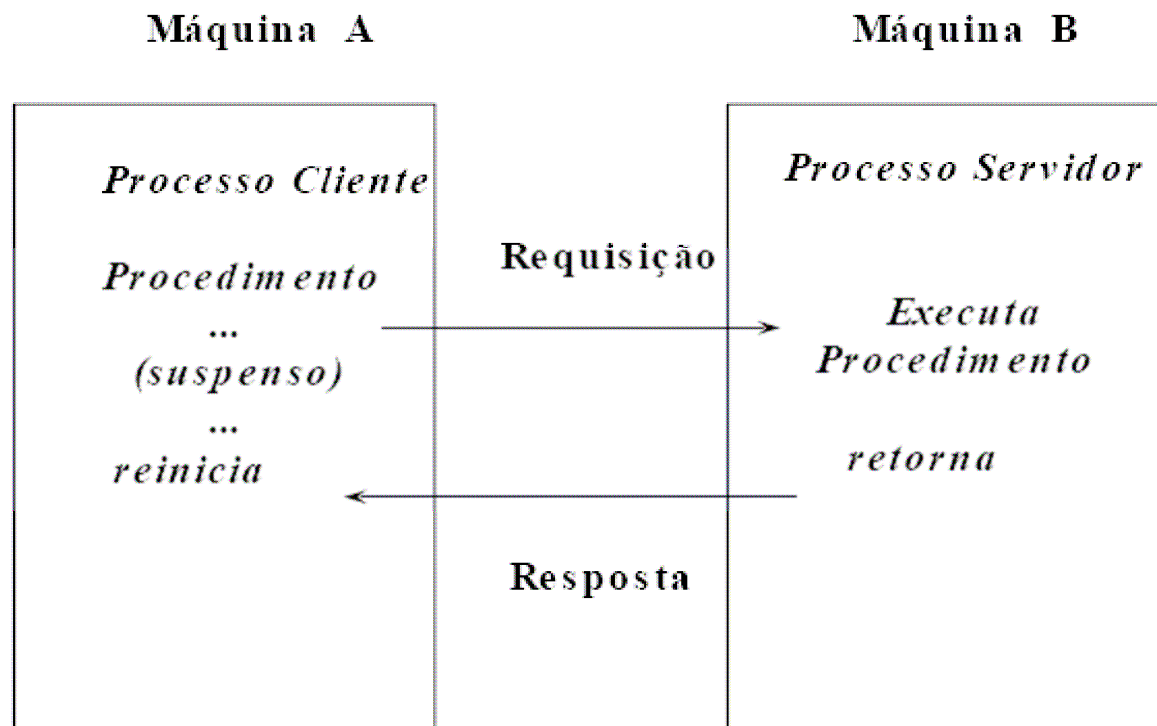 Máquina A
Máquina B
Processo Cliente
Procedimento
...
(suspenso)
...
reinicia
Requisição
Resposta
Processo Servidor
Executa
Procedimento
retorna